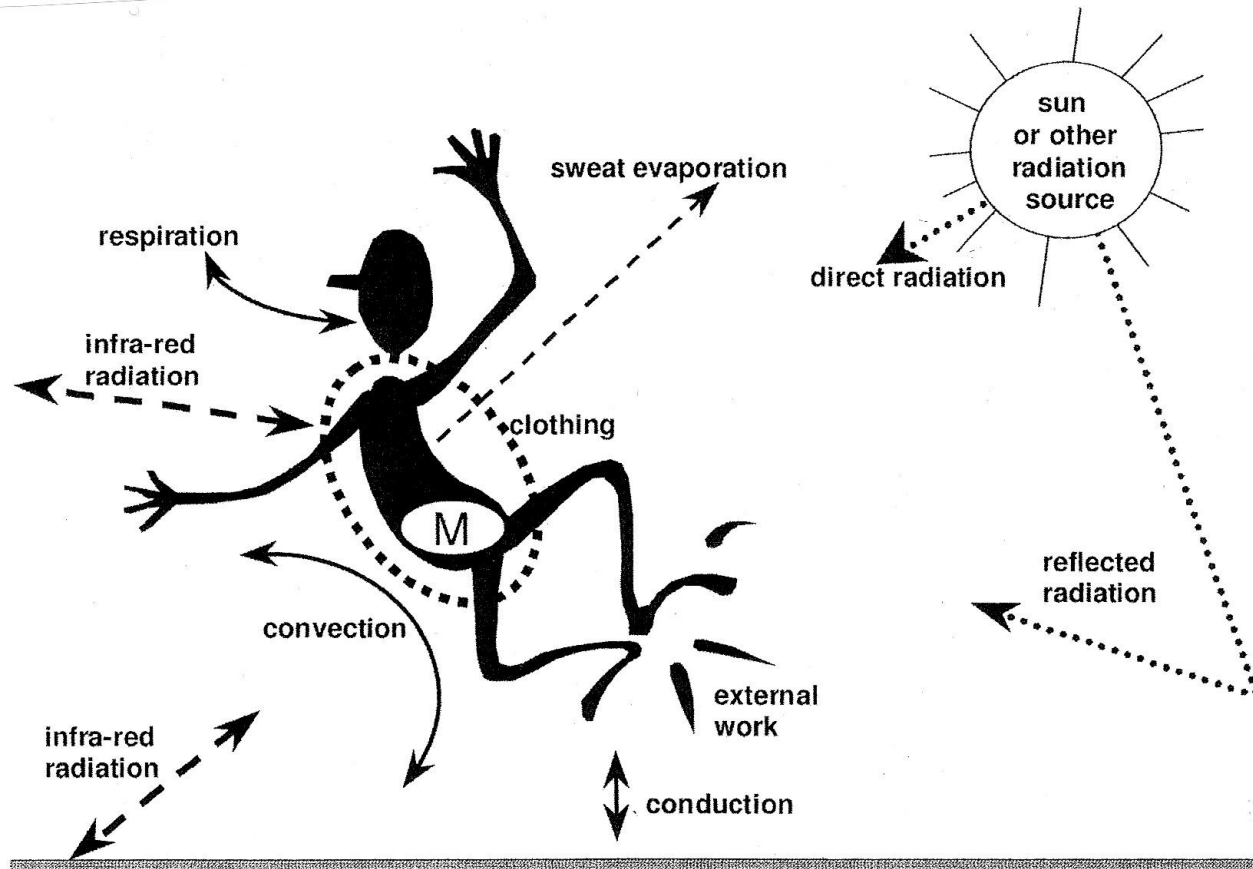 sun
or other
radiation
source
sweat evaporation
respiration
direct radiation
infra-red
radiation
clothing
M
reflected
radiation
convection
external
work
infra-red
radiation
conduction